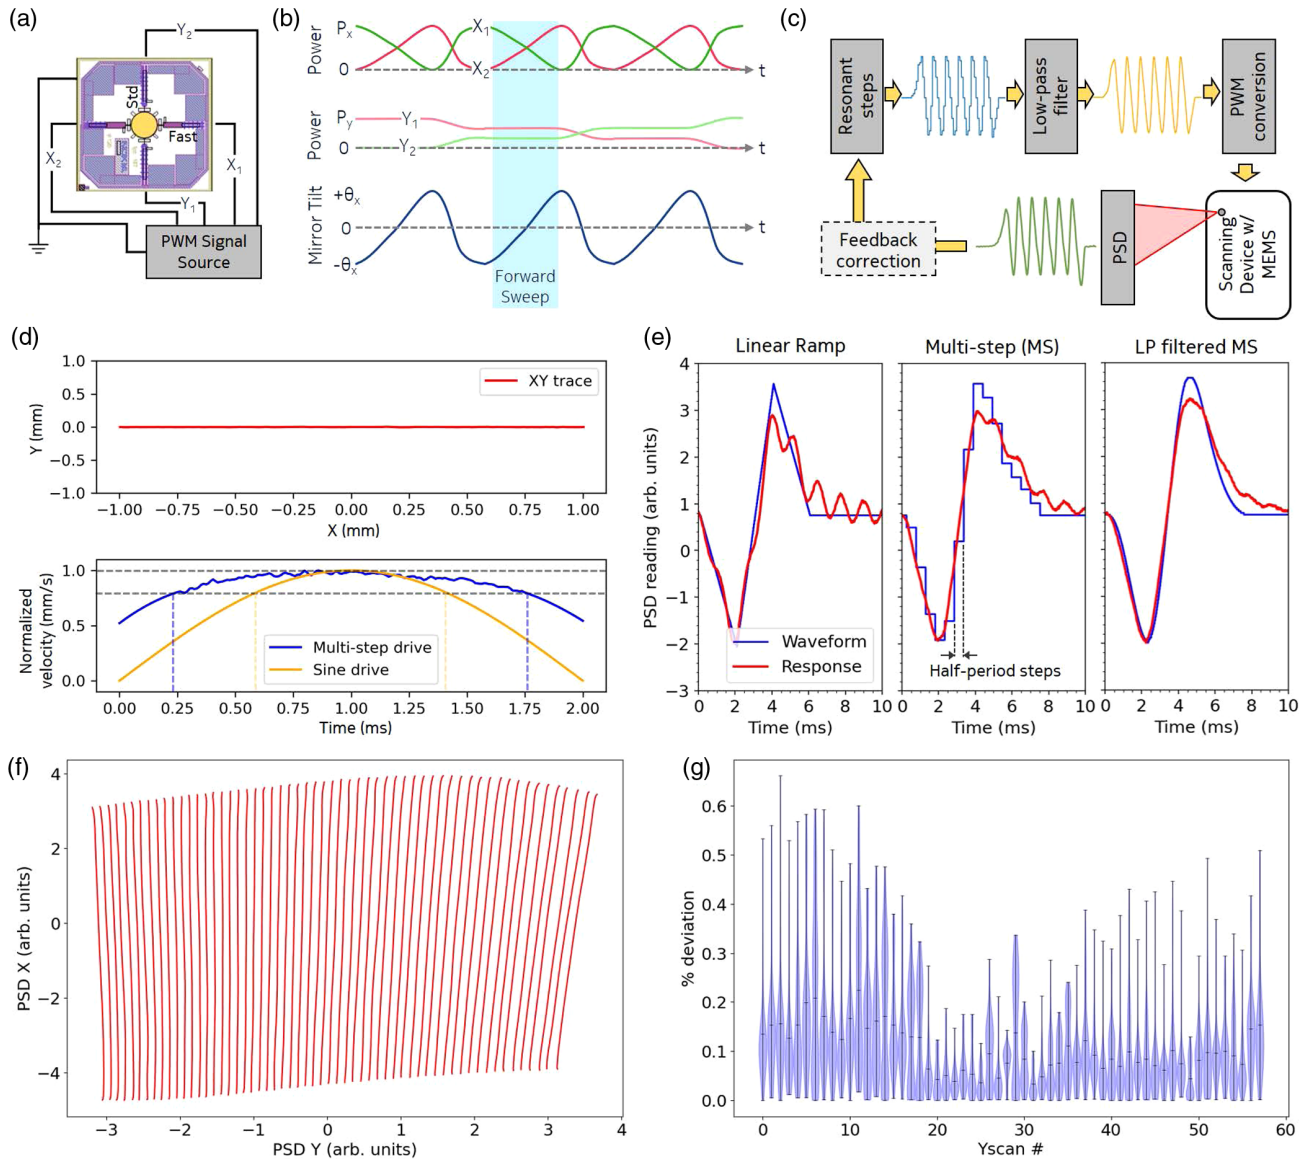 (a)
Y2
Std
Fast
X2
X1
Y1
PWM Signal
Source
(b)
Power
Px
0
X1
X2
t
Power
Py
0
Y1
Y2
t
Mirror Tilt
+θx
0
-θx
t
Forward
Sweep
(c)
Resonant
steps
Low-pass
filter
PWM
conversion
Feedback
correction
PSD
Scanning
Device w/
MEMS
(d)
Y (mm)
1.0
0.5
0.0
−0.5
−1.0
XY trace
−1.00 −0.75 −0.50 −0.25 0.00 0.25 0.50 0.75 1.00
X (mm)
Normalized
velocity (mm/s)
1.0
0.5
0.0
Multi-step drive
Sine drive
0.00 0.25 0.50 0.75 1.00 1.25 1.50 1.75 2.00
Time (ms)
(e)
Linear Ramp
Multi-step (MS)
LP filtered MS
PSD reading (arb. units)
4
3
2
1
0
−1
−2
−3
Waveform
Response
Half-period steps
0 2 4 6 8 10
0 2 4 6 8 10
0 2 4 6 8 10
Time (ms)
Time (ms)
Time (ms)
(f)
PSD X (arb. units)
4
2
0
−2
−4
−3 −2 −1 0 1 2 3 4
PSD Y (arb. units)
(g)
% deviation
0.6
0.5
0.4
0.3
0.2
0.1
0.0
0 10 20 30 40 50 60
Yscan #